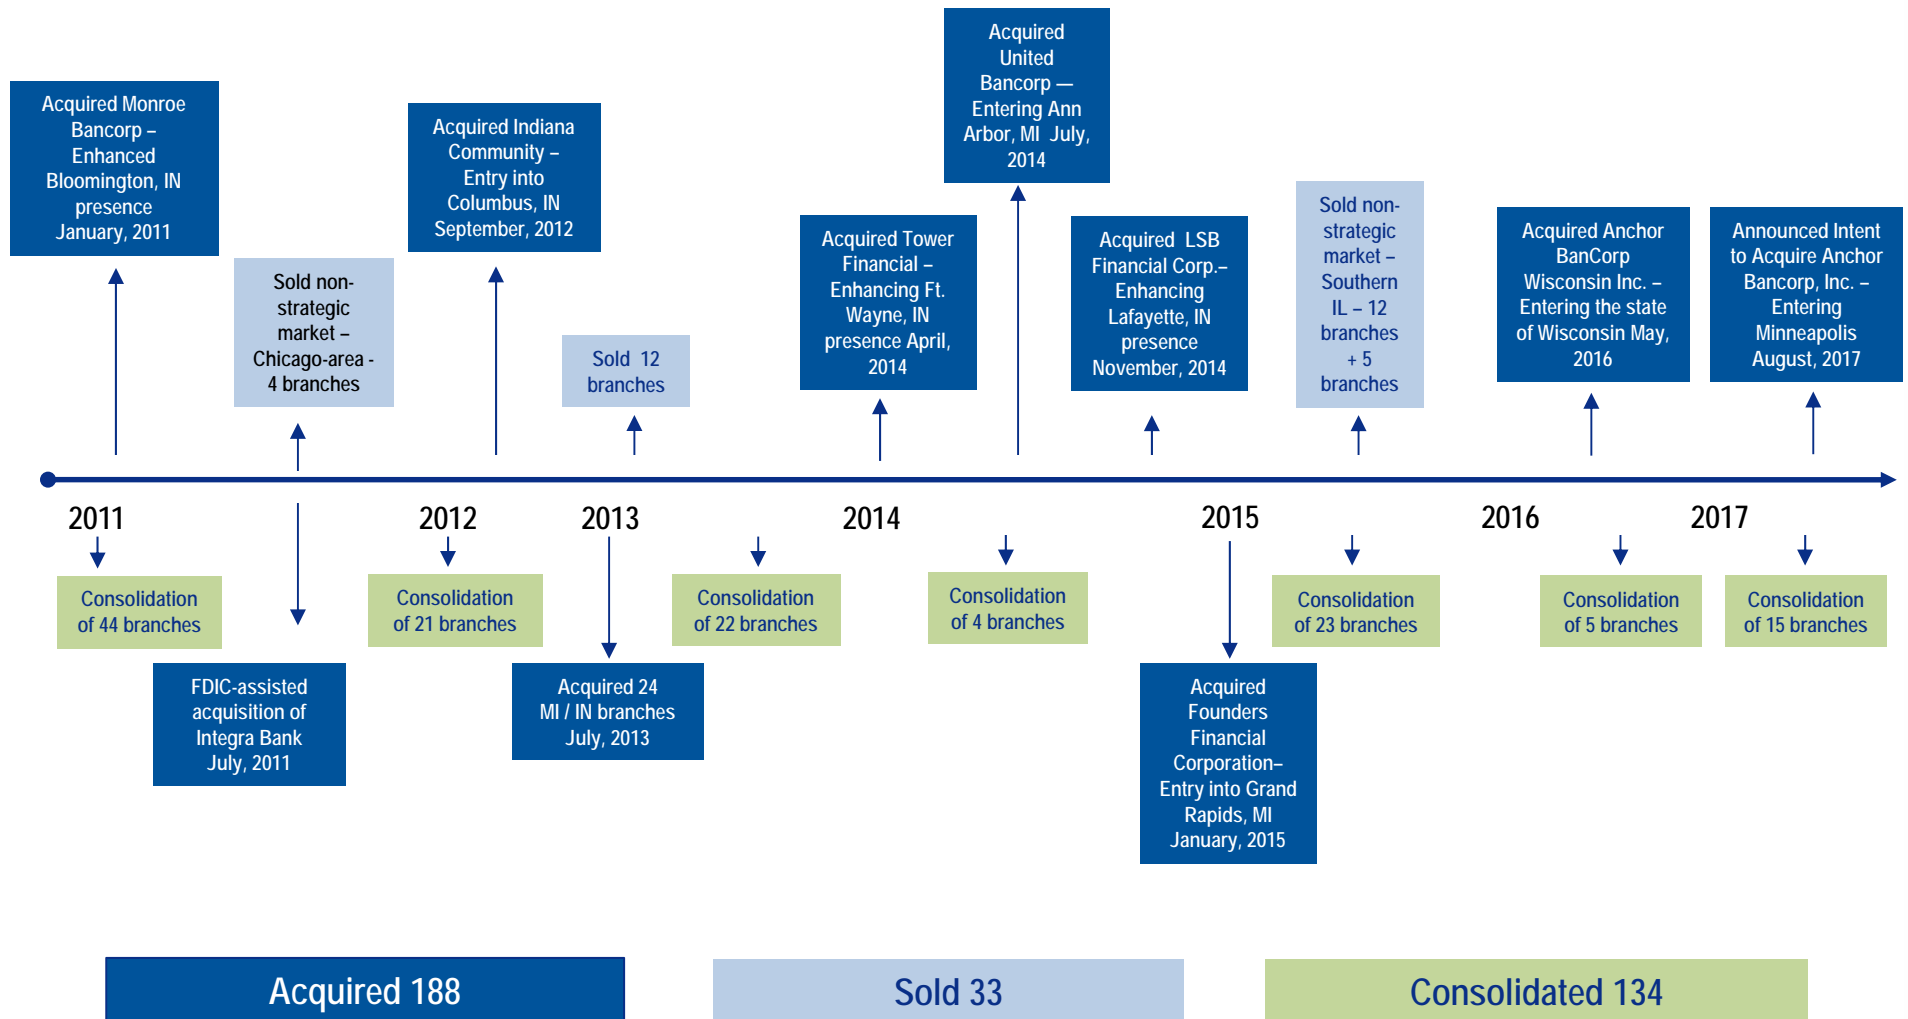 Acquired Monroe
Bancorp –
Enhanced
Bloomington, IN
presence
January, 2011
Sold non-
strategic
market –
Chicago-area -
4 branches
Acquired Indiana
Community –
Entry into
Columbus, IN
September, 2012
Sold 12
branches
Acquired Tower
Financial –
Enhancing Ft.
Wayne, IN
presence April,
2014
Acquired
United
Bancorp —
Entering Ann
Arbor, MI July,
2014
Acquired LSB
Financial Corp.–
Enhancing
Lafayette, IN
presence
November, 2014
Sold non-
strategic
market –
Southern
IL – 12
branches
+ 5
branches
Acquired Anchor
BanCorp
Wisconsin Inc. –
Entering the state
of Wisconsin May,
2016
Announced Intent
to Acquire Anchor
Bancorp, Inc. –
Entering
Minneapolis
August, 2017
2011
2012
2013
2014
2015
2016
2017
Consolidation
of 44 branches
Consolidation
of 21 branches
Consolidation
of 22 branches
Consolidation
of 4 branches
Consolidation
of 23 branches
Consolidation
of 5 branches
Consolidation
of 15 branches
FDIC-assisted
acquisition of
Integra Bank
July, 2011
Acquired 24
MI / IN branches
July, 2013
Acquired
Founders
Financial
Corporation–
Entry into Grand
Rapids, MI
January, 2015
Acquired 188
Sold 33
Consolidated 134